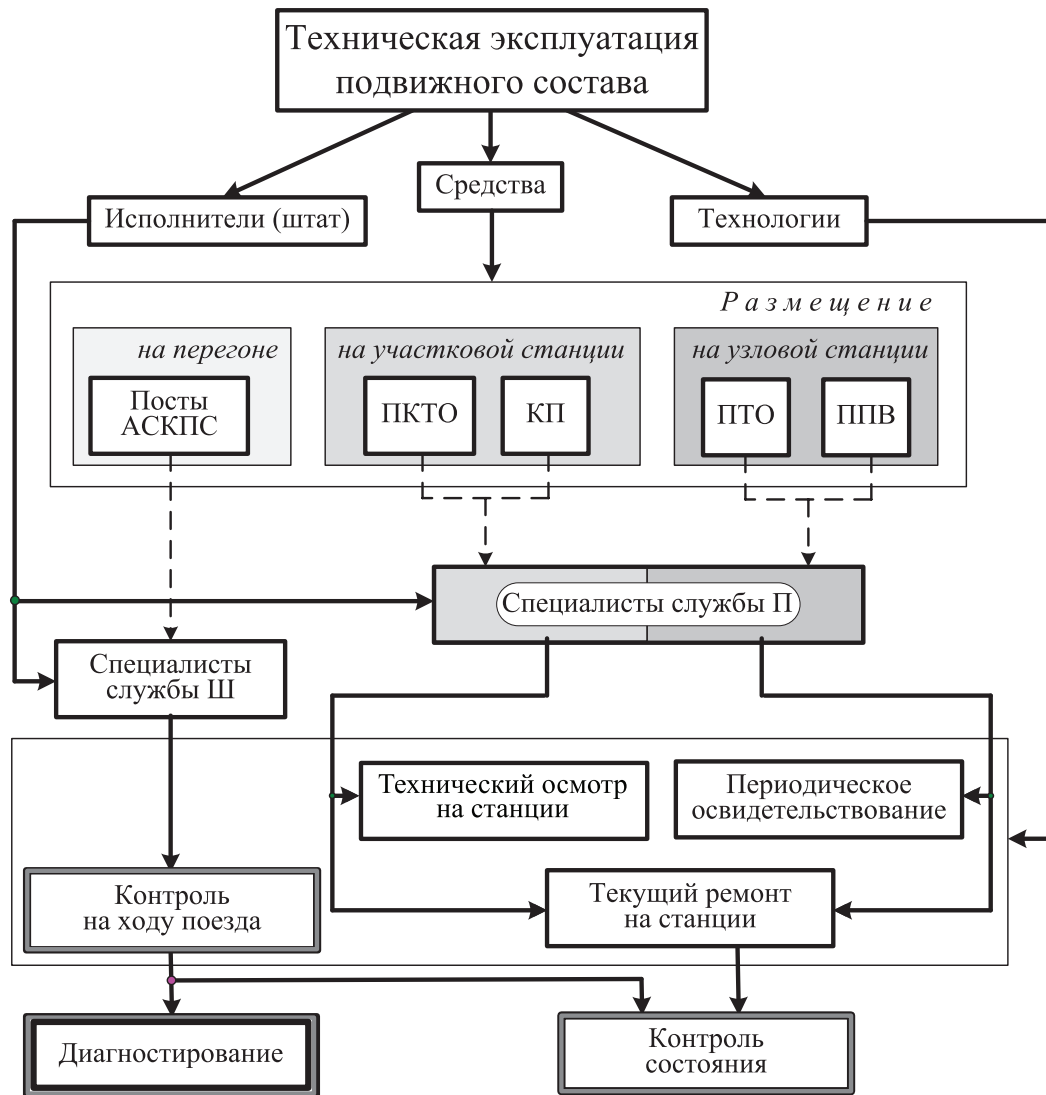 Техническая эксплуатация
подвижного состава
Средства
Исполнители (штат)
Технологии
Размещение
на перегоне
на участковой станции
на узловой станции
Посты
АСКПС
ПКТО
КП
ПТО
ППВ
Специалисты службы П
Специалисты
службы Ш
Технический осмотр
на станции
Периодическое
освидетельствование
Контроль
на ходу поезда
Текущий ремонт
на станции
Диагностирование
Контроль
состояния